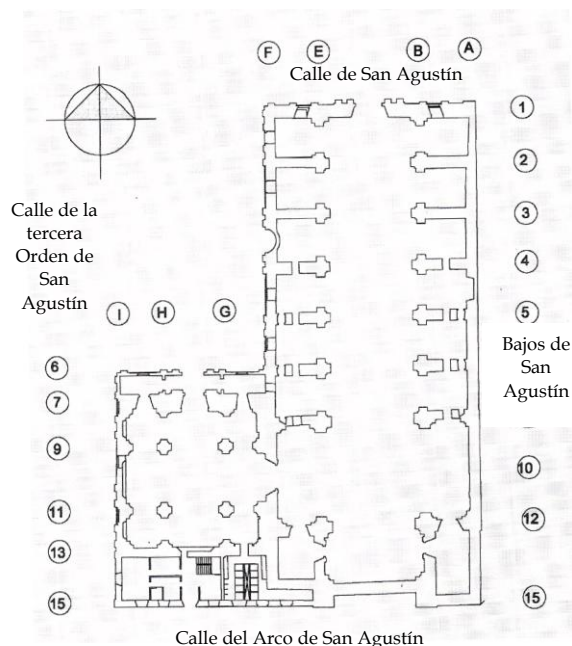 F E B A
Calle de San Agustín
1
2
3
Calle de la
tercera
Orden de
San
Agustín
4
I H G
5
Bajos de
San
Agustín
6
7
9
10
11
12
13
15
15
Calle del Arco de San Agustín